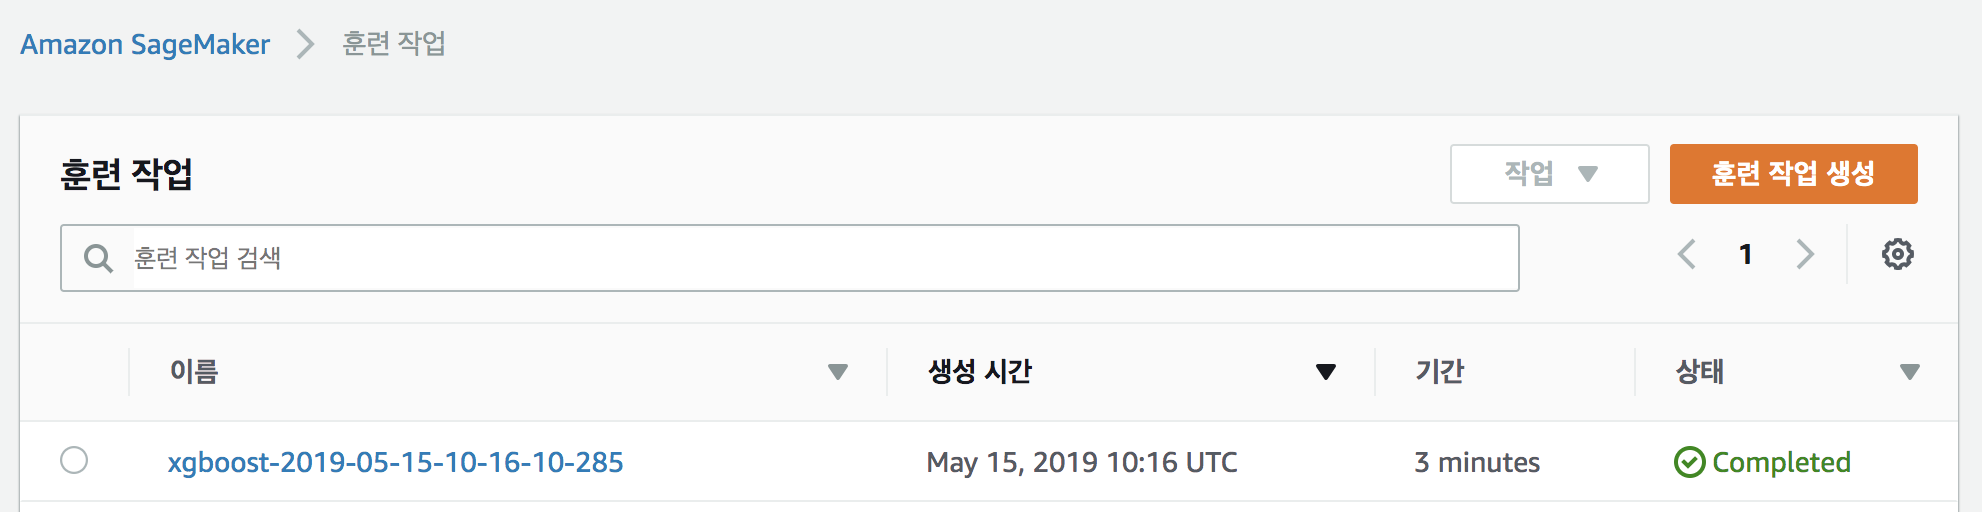 Amazon SageMaker > 훈련 작업
훈련 작업
작업
훈련 작업 생성
훈련 작업 검색
1
이름 생성 시간 기간 상태
xgboost-2019-05-15-10-16-10-285 May 15, 2019 10:16 UTC 3 minutes Completed